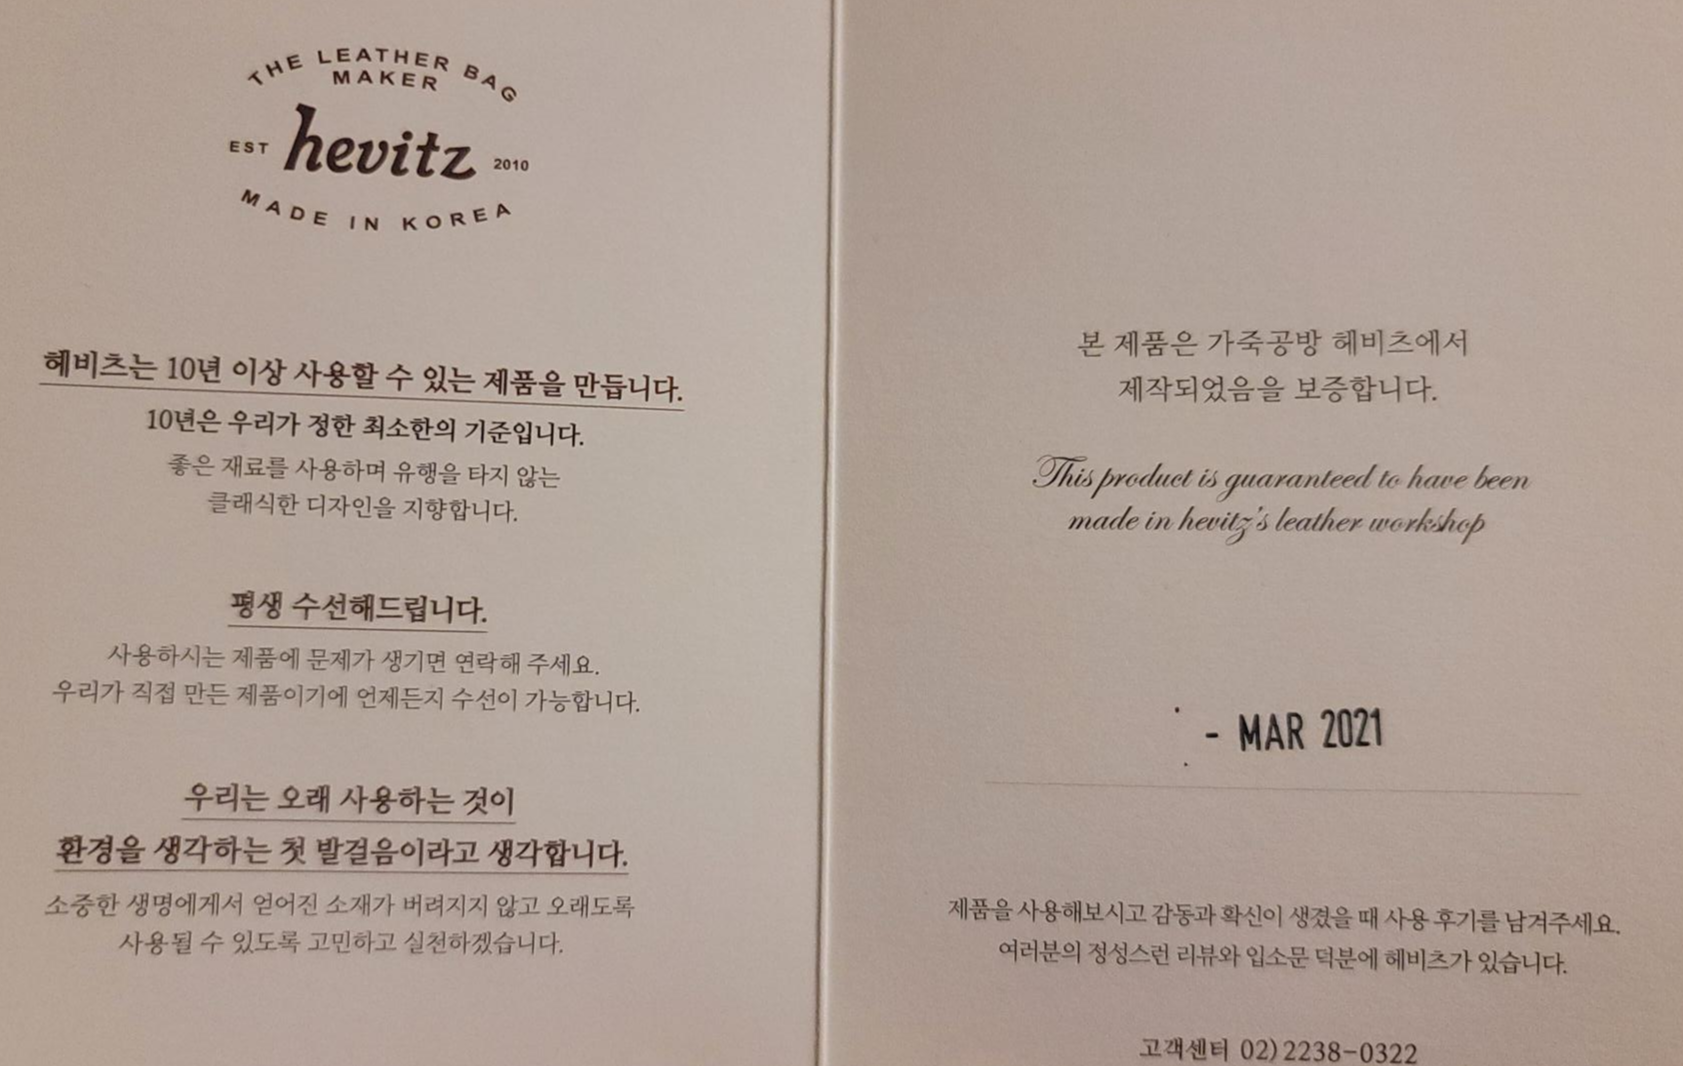 THE LEATHER BAG
MAKER
EST hevitz 2010
MADE IN KOREA
헤비츠는 10년 이상 사용할 수 있는 제품을 만듭니다.
10년은 우리가 정한 최소한의 기준입니다.
좋은 재료를 사용하며 유행을 타지 않는
클래식한 디자인을 지향합니다.
평생 수선해드립니다.
사용하시는 제품에 문제가 생기면 연락해 주세요.
우리가 직접 만든 제품이기에 언제든지 수선이 가능합니다.
우리는 오래 사용하는 것이
환경을 생각하는 첫 발걸음이라고 생각합니다.
소중한 생명에게서 얻어진 소재가 버려지지 않고 오래도록
사용될 수 있도록 고민하고 실천하겠습니다.
본 제품은 가죽공방 헤비츠에서
제작되었음을 보증합니다.
This product is guaranteed to have been
made in hevitz's leather workshop
- MAR 2021
제품을 사용해보시고 감동과 확신이 생겼을 때 사용 후기를 남겨주세요.
여러분의 정성스런 리뷰와 입소문 덕분에 헤비츠가 있습니다.
고객센터 02)2238-0322